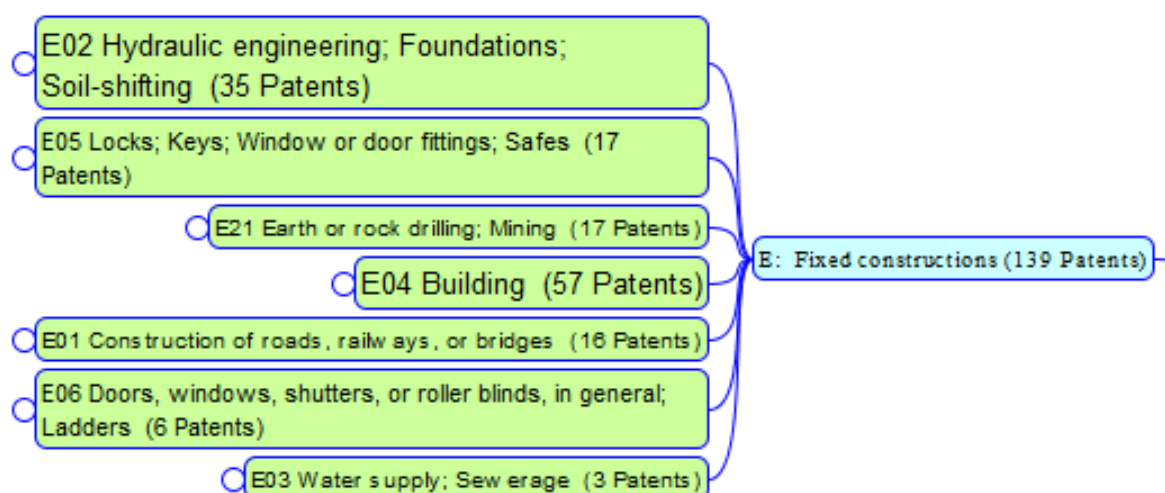 E02 Hydraulic engineering; Foundations;
Soil-shifting (35 Patents)
E05 Locks; Keys; Window or door fittings; Safes (17
Patents)
E21 Earth or rock drilling; Mining (17 Patents)
E04 Building (57 Patents)
E01 Construction of roads, railways, or bridges (16 Patents)
E06 Doors, windows, shutters, or roller blinds, in general;
Ladders (6 Patents)
E03 Water supply; Sewerage (3 Patents)
E: Fixed constructions (139 Patents)